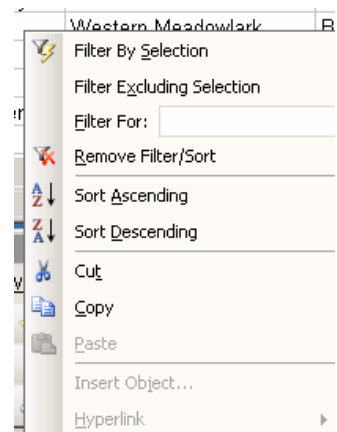 Western Meadowlark B
Filter By Selection
Filter Excluding Selection
Filter For:
Remove Filter/Sort
Sort Ascending
Sort Descending
Cut
Copy
Paste
Insert Object...
Hyperlink